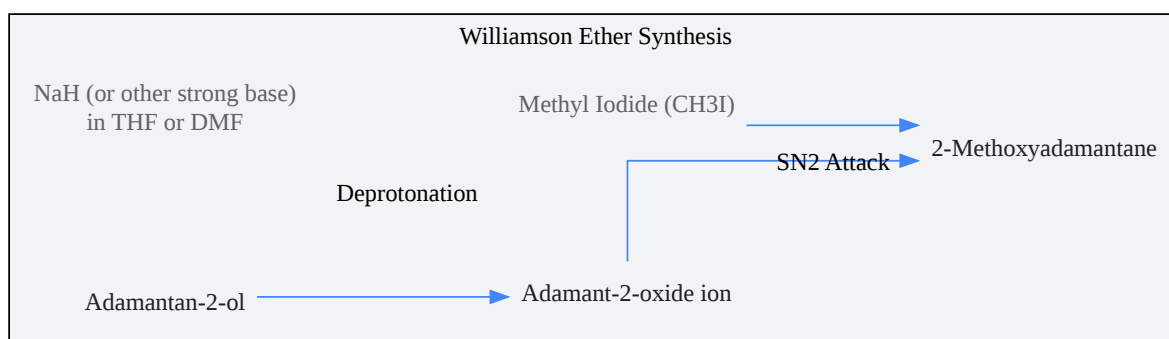 Williamson Ether Synthesis
NaH (or other strong base)
in THF or DMF
Methyl Iodide (CH3I)
2-Methoxyadamantane
SN2 Attack
Deprotonation
Adamantan-2-ol
Adamant-2-oxide ion